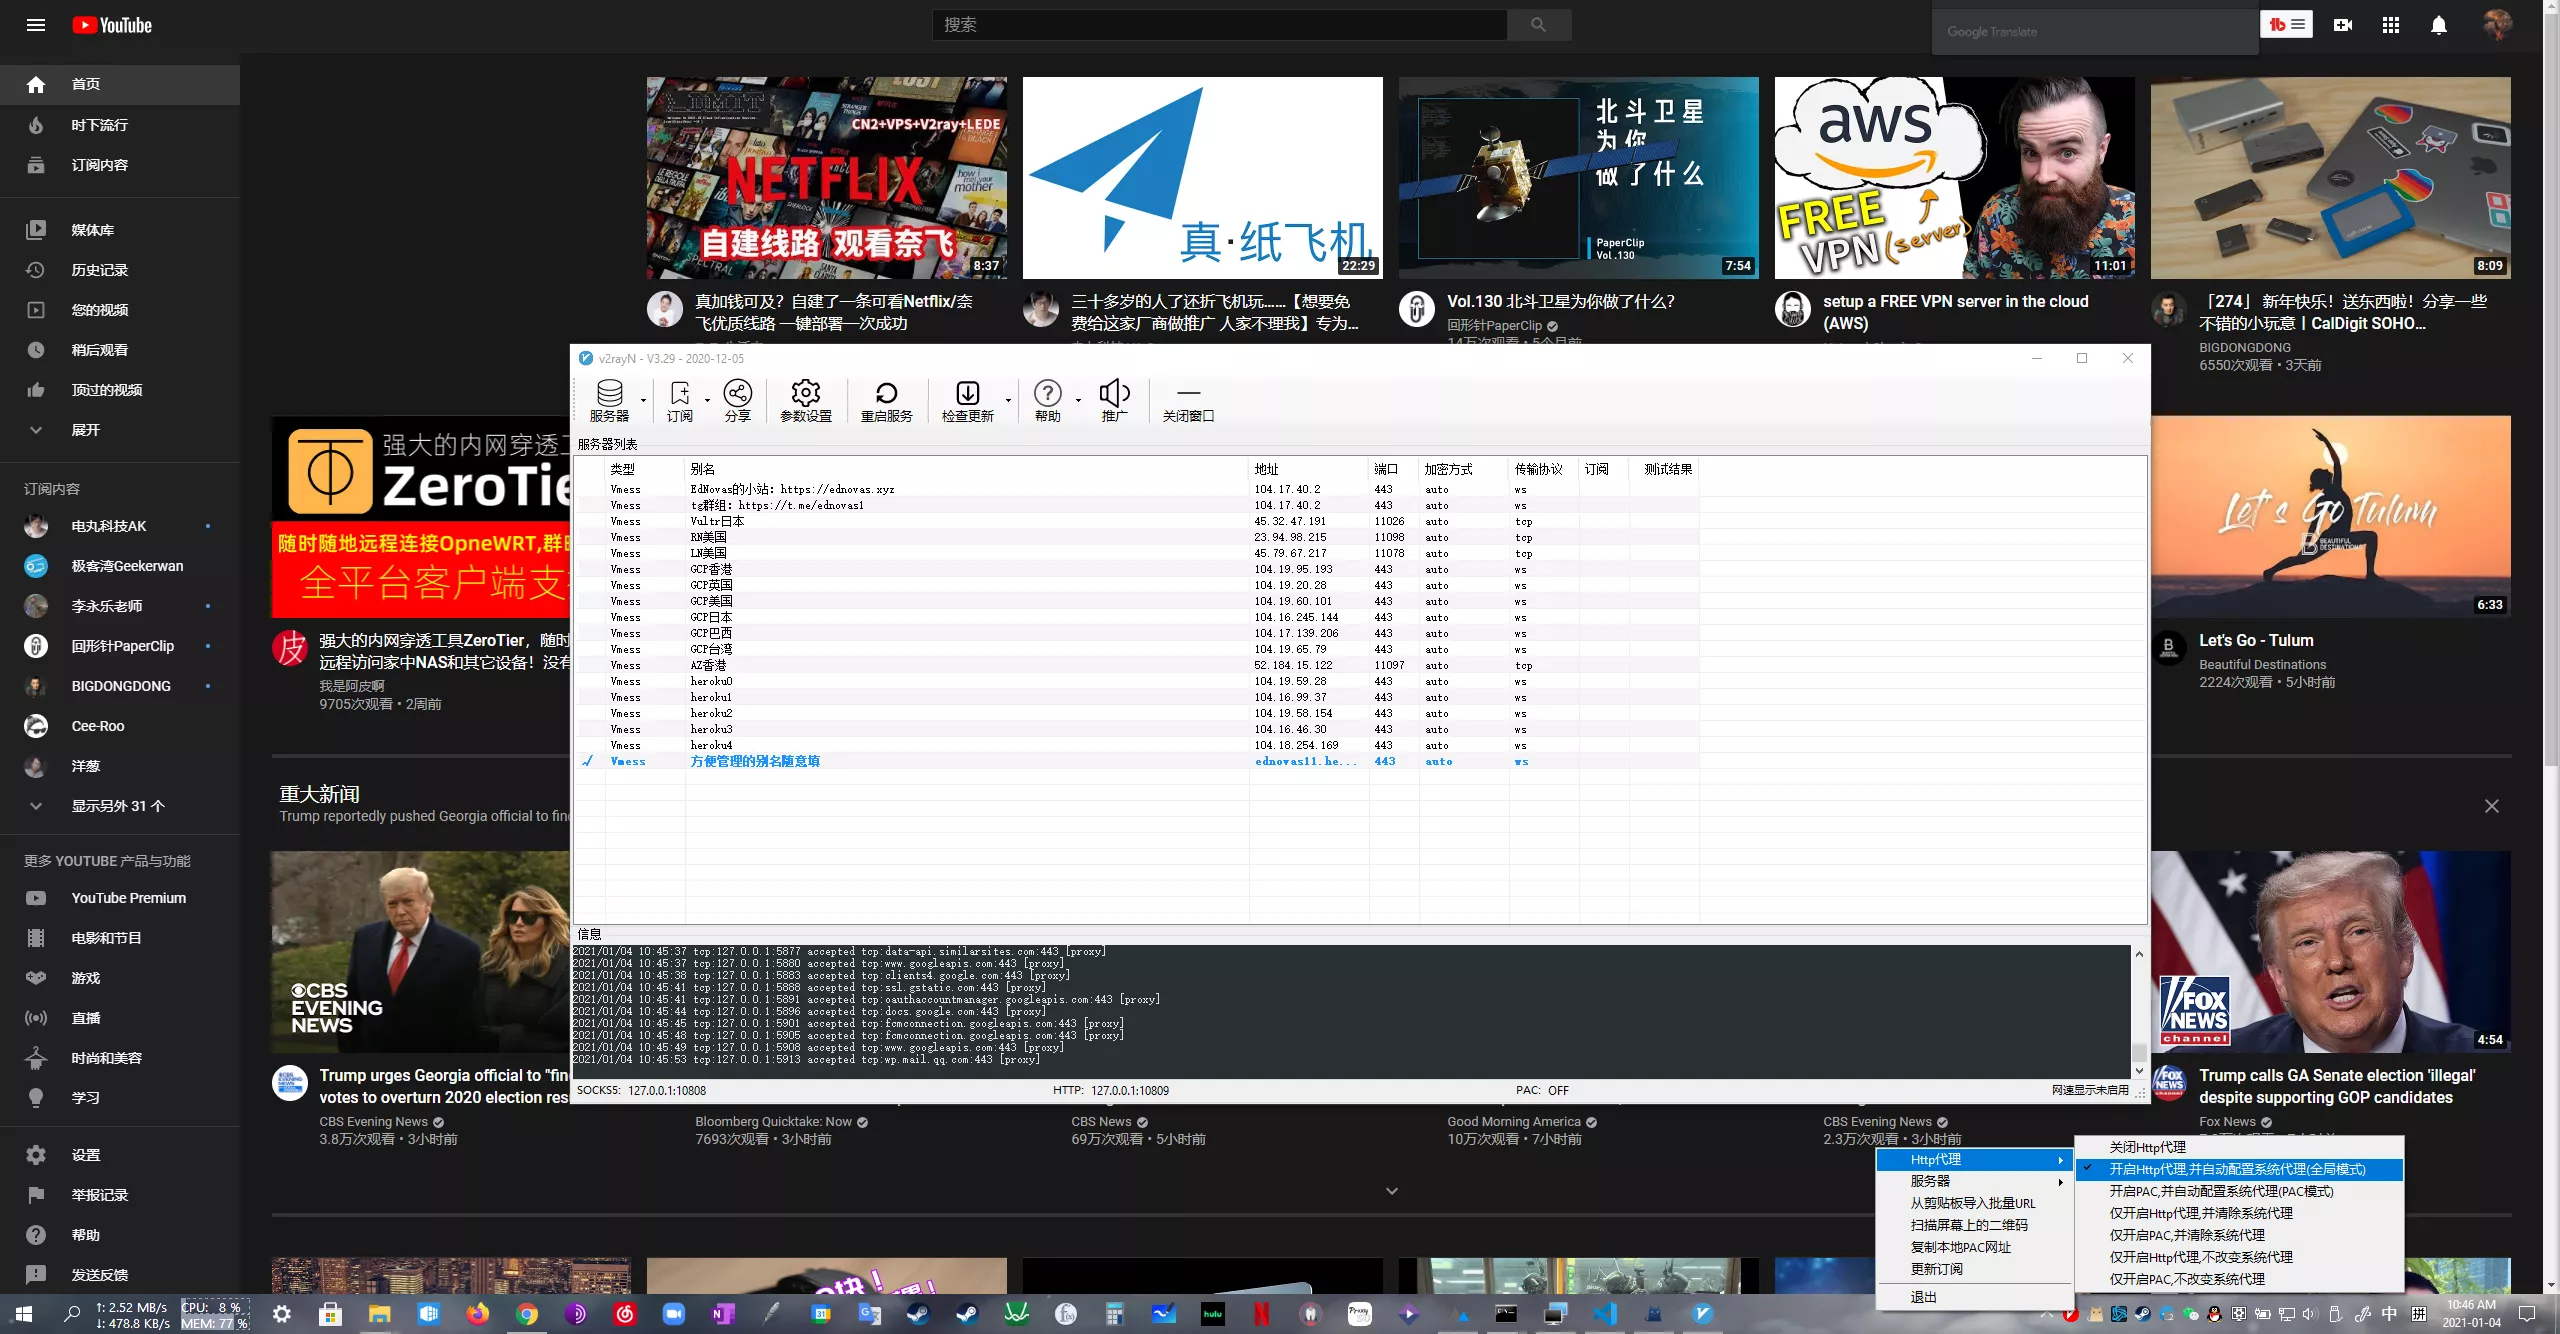 YouTube
搜索
Google Translate
首页
时下流行
订阅内容
媒体库
历史记录
您的视频
稍后观看
顶过的视频
展开
订阅内容
电丸科技AK
极客湾Geekerwan
李永乐老师
回形针PaperClip
BIGDONGDONG
Cee-Roo
洋葱
显示另外 31 个
更多 YOUTUBE 产品与功能
YouTube Premium
电影和节目
游戏
直播
时尚和美容
学习
设置
举报记录
帮助
发送反馈
CN2+VPS+V2ray+LEDE
NETFLIX
自建线路 观看奈飞
8:37
真加钱可及？自建了一条可看Netflix/奈
飞优质线路 一键部署一次成功
真·纸飞机
22:29
三十多岁的人了还折飞机玩......【想要免
费给这家厂商做推广 人家不理我】专为...
北斗卫星
为你
做了什么
PaperClip
Vol.130
7:54
Vol.130 北斗卫星为你做了什么？
回形针PaperClip
14万次观看 • 5个月前
aws
FREE
VPN (server)
11:01
setup a FREE VPN server in the cloud
(AWS)
8:09
「274」 新年快乐！送东西啦！分享一些
不错的小玩意丨CalDigit SOHO...
BIGDONGDONG
6550次观看 • 3天前
强大的内网穿透工
ZeroTie
随时随地远程连接OpneWRT,群晖
全平台客户端支
强大的内网穿透工具ZeroTier，随时
远程访问家中NAS和其它设备！没有
我是阿皮啊
9705次观看 • 2周前
Let's Go Tulum
BEAUTIFUL
DESTINATIONS
6:33
Let's Go - Tulum
Beautiful Destinations
2224次观看 • 5小时前
v2rayN - V3.29 - 2020-12-05
服务器 订阅 分享 参数设置 重启服务 检查更新 帮助 推广 关闭窗口
服务器列表
类型 别名 地址 端口 加密方式 传输协议 订阅 测试结果
Vmess EdNovas的小站：https://ednovas.xyz 104.17.40.2 443 auto ws
Vmess tg群组：https://t.me/ednovas1 104.17.40.2 443 auto ws
Vmess Vultr日本 45.32.47.191 11026 auto tcp
Vmess RN美国 23.94.98.215 11098 auto tcp
Vmess LN美国 45.79.67.217 11078 auto tcp
Vmess GCP香港 104.19.95.193 443 auto ws
Vmess GCP英国 104.19.20.28 443 auto ws
Vmess GCP美国 104.19.60.101 443 auto ws
Vmess GCP日本 104.16.245.144 443 auto ws
Vmess GCP巴西 104.17.139.206 443 auto ws
Vmess GCP台湾 104.19.65.79 443 auto ws
Vmess AZ香港 52.184.15.122 11097 auto tcp
Vmess heroku0 104.19.59.28 443 auto ws
Vmess heroku1 104.16.99.37 443 auto ws
Vmess heroku2 104.19.58.154 443 auto ws
Vmess heroku3 104.16.46.30 443 auto ws
Vmess heroku4 104.18.254.169 443 auto ws
✓ Vmess 方便管理的别名随意填 ednovas11.he... 443 auto ws
信息
2021/01/04 10:45:37 tcp:127.0.0.1:5877 accepted tcp:data-api.similarsites.com:443 [proxy]
2021/01/04 10:45:37 tcp:127.0.0.1:5880 accepted tcp:www.googleapis.com:443 [proxy]
2021/01/04 10:45:38 tcp:127.0.0.1:5883 accepted tcp:clients4.google.com:443 [proxy]
2021/01/04 10:45:41 tcp:127.0.0.1:5888 accepted tcp:ssl.gstatic.com:443 [proxy]
2021/01/04 10:45:41 tcp:127.0.0.1:5891 accepted tcp:oauthaccountmanager.googleapis.com:443 [proxy]
2021/01/04 10:45:44 tcp:127.0.0.1:5896 accepted tcp:docs.google.com:443 [proxy]
2021/01/04 10:45:45 tcp:127.0.0.1:5901 accepted tcp:fcmconnection.googleapis.com:443 [proxy]
2021/01/04 10:45:48 tcp:127.0.0.1:5905 accepted tcp:fcmconnection.googleapis.com:443 [proxy]
2021/01/04 10:45:49 tcp:127.0.0.1:5908 accepted tcp:www.googleapis.com:443 [proxy]
2021/01/04 10:45:53 tcp:127.0.0.1:5913 accepted tcp:wp.mail.qq.com:443 [proxy]
SOCKS5: 127.0.0.1:10808 HTTP: 127.0.0.1:10809 PAC: OFF 网速显示未启用
重大新闻
Trump reportedly pushed Georgia official to fin
CBS
EVENING
NEWS
Trump urges Georgia official to "fin
votes to overturn 2020 election res
CBS Evening News
3.8万次观看 • 3小时前
Bloomberg Quicktake: Now
7693次观看 • 3小时前
CBS News
69万次观看 • 5小时前
Good Morning America
10万次观看 • 7小时前
CBS Evening News
2.3万次观看 • 3小时前
FOX
NEWS
channel
4:54
Trump calls GA Senate election 'illegal'
despite supporting GOP candidates
Fox News
Http代理
服务器
从剪贴板导入批量URL
扫描屏幕上的二维码
复制本地PAC网址
更新订阅
退出
关闭Http代理
开启Http代理,并自动配置系统代理(全局模式)
开启PAC,并自动配置系统代理(PAC模式)
仅开启Http代理,并清除系统代理
仅开启PAC,并清除系统代理
仅开启Http代理,不改变系统代理
仅开启PAC,不改变系统代理
↑: 2.52 MB/s
↓: 478.8 KB/s
CPU: 8 %
MEM: 77 %
hulu
中
拼
10:46 AM
2021-01-04